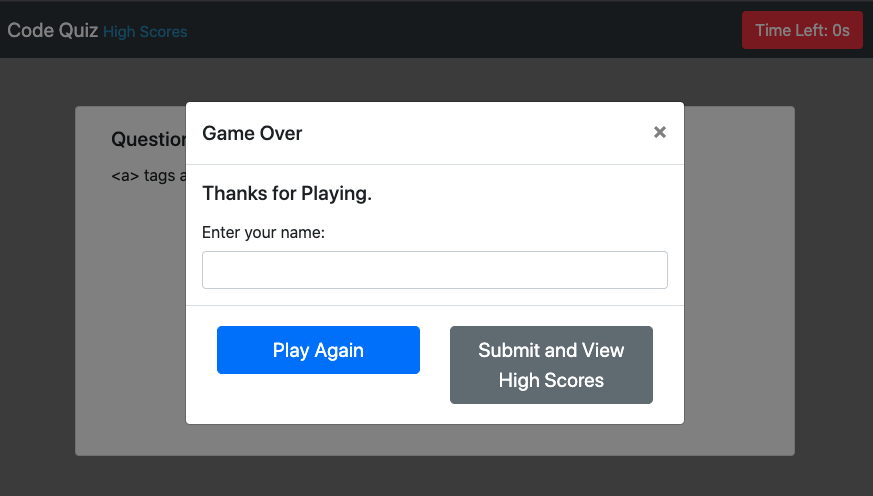 Code Quiz High Scores
Time Left: 0s
Game Over
×
Thanks for Playing.
Enter your name:
Play Again
Submit and View
High Scores
<a> tags